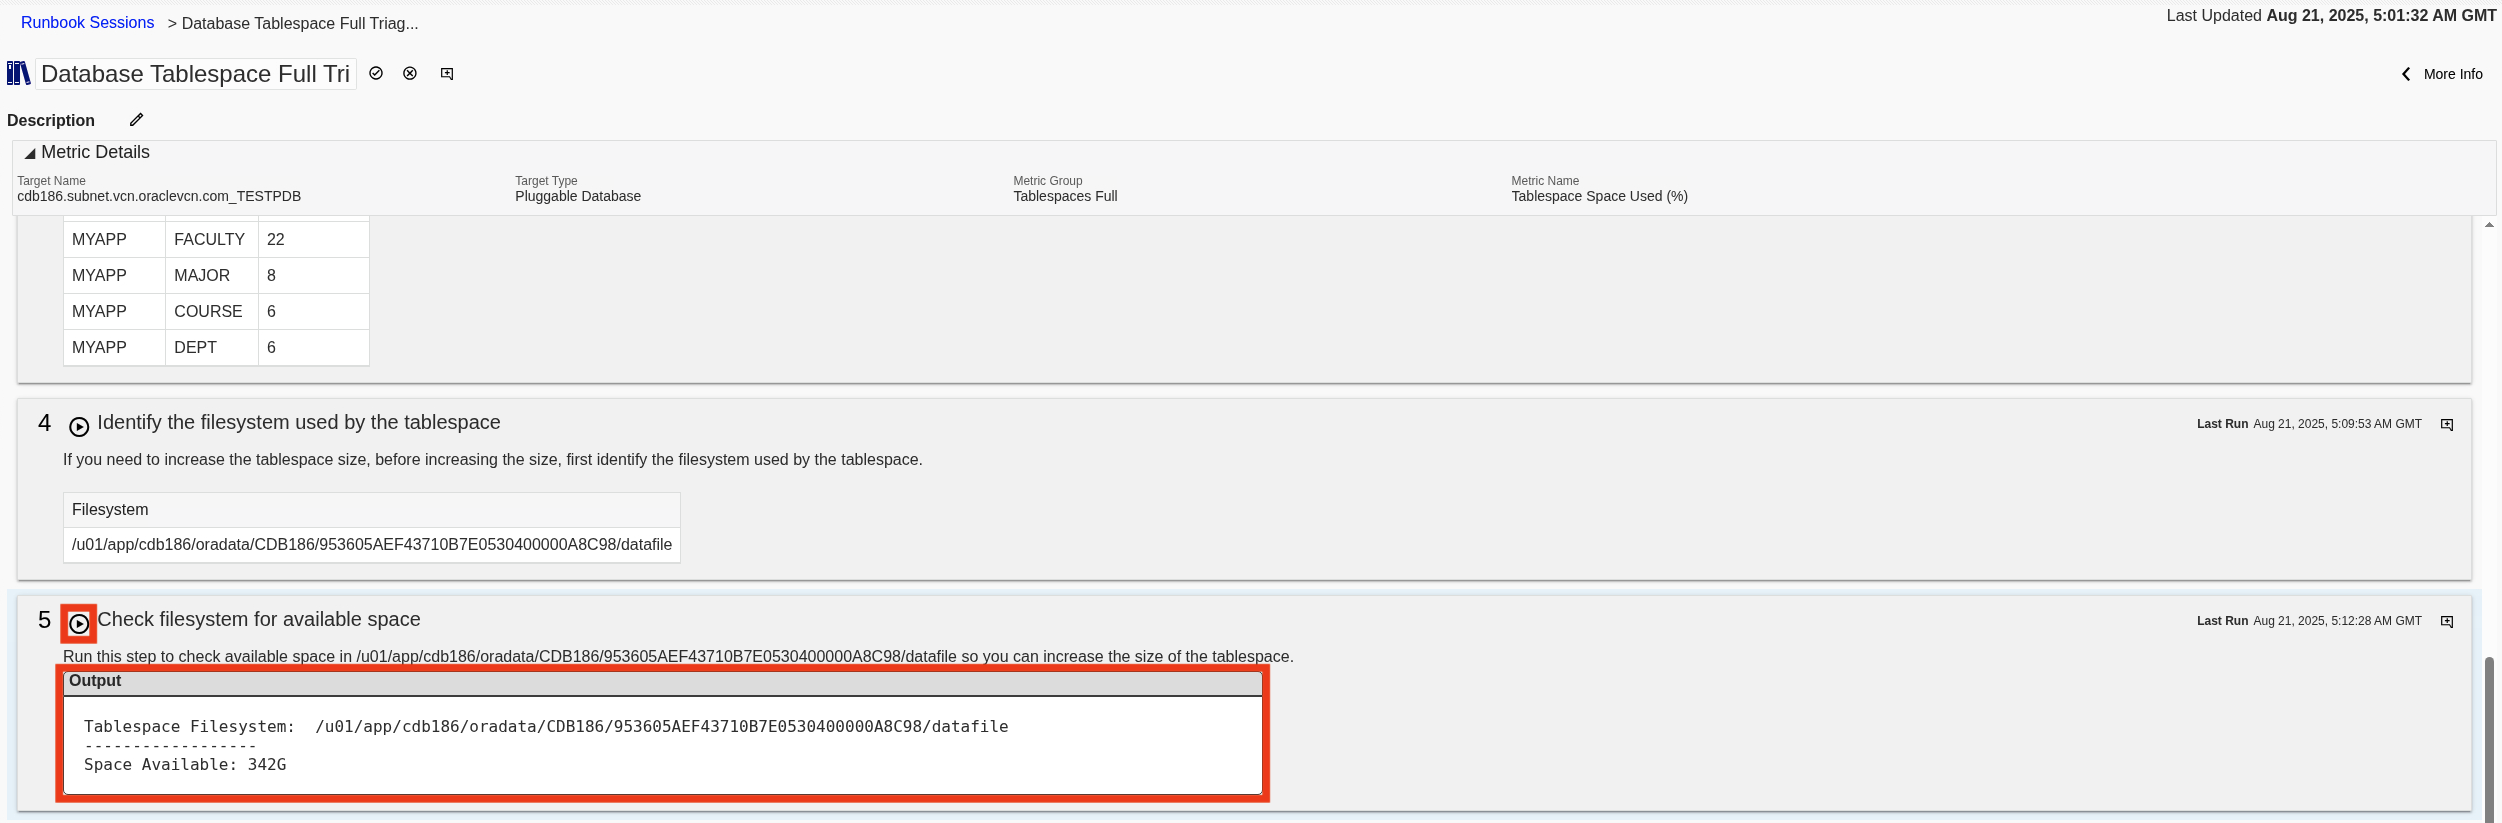 Runbook Sessions > Database Tablespace Full Triag...
Last Updated Aug 21, 2025, 5:01:32 AM GMT
Database Tablespace Full Tri
More Info
Description
Metric Details
Target Name Target Type Metric Group Metric Name
cdb186.subnet.vcn.oraclevcn.com_TESTPDB Pluggable Database Tablespaces Full Tablespace Space Used (%)
MYAPP FACULTY 22
MYAPP MAJOR 8
MYAPP COURSE 6
MYAPP DEPT 6
4 Identify the filesystem used by the tablespace
Last Run Aug 21, 2025, 5:09:53 AM GMT
If you need to increase the tablespace size, before increasing the size, first identify the filesystem used by the tablespace.
Filesystem
/u01/app/cdb186/oradata/CDB186/953605AEF43710B7E0530400000A8C98/datafile
5 Check filesystem for available space
Last Run Aug 21, 2025, 5:12:28 AM GMT
Run this step to check available space in /u01/app/cdb186/oradata/CDB186/953605AEF43710B7E0530400000A8C98/datafile so you can increase the size of the tablespace.
Output
Tablespace Filesystem:  /u01/app/cdb186/oradata/CDB186/953605AEF43710B7E0530400000A8C98/datafile
------------------
Space Available: 342G